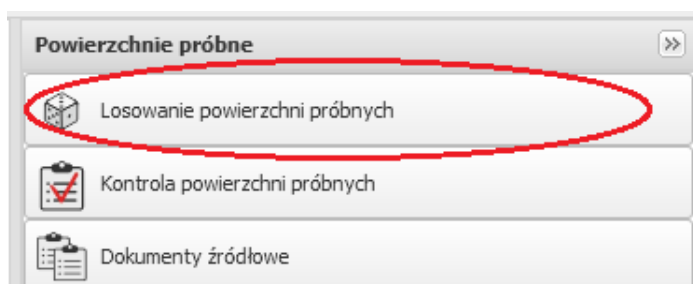 Powierzchnie próbne
Losowanie powierzchni próbnych
Kontrola powierzchni próbnych
Dokumenty źródłowe